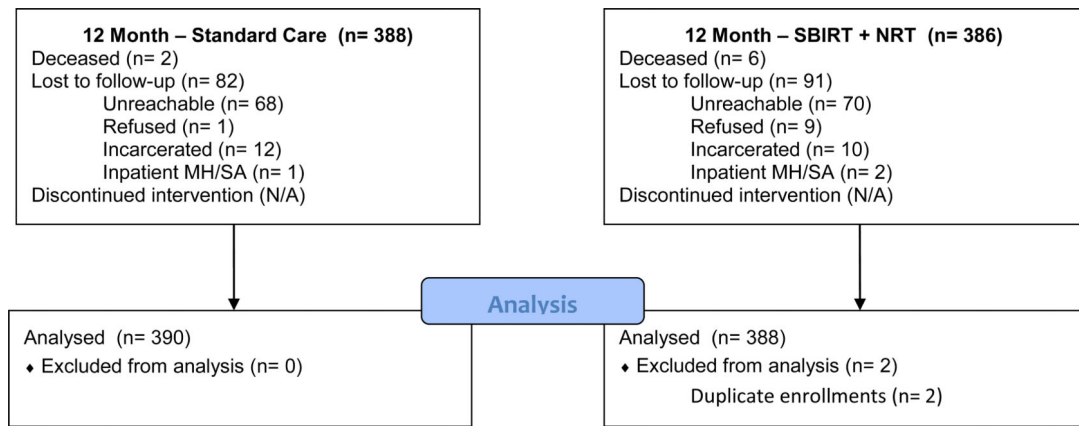 12 Month – Standard Care (n= 388)
Deceased (n= 2)
Lost to follow-up (n= 82)
Unreachable (n= 68)
Refused (n= 1)
Incarcerated (n= 12)
Inpatient MH/SA (n= 1)
Discontinued intervention (N/A)
12 Month – SBIRT + NRT (n= 386)
Deceased (n= 6)
Lost to follow-up (n= 91)
Unreachable (n= 70)
Refused (n= 9)
Incarcerated (n= 10)
Inpatient MH/SA (n= 2)
Discontinued intervention (N/A)
Analysis
Analysed (n= 390)
♦ Excluded from analysis (n= 0)
Analysed (n= 388)
♦ Excluded from analysis (n= 2)
Duplicate enrollments (n= 2)